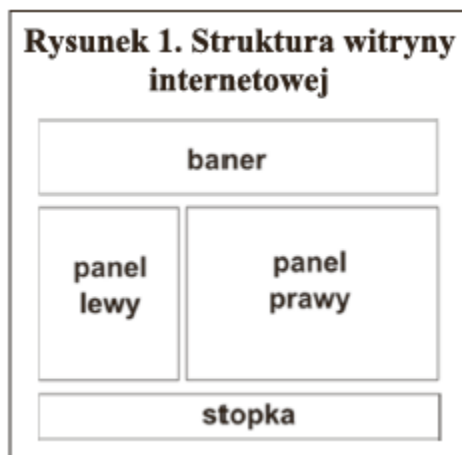 Rysunek 1. Struktura witryny
internetowej
baner
panel
lewy
panel
prawy
stopka